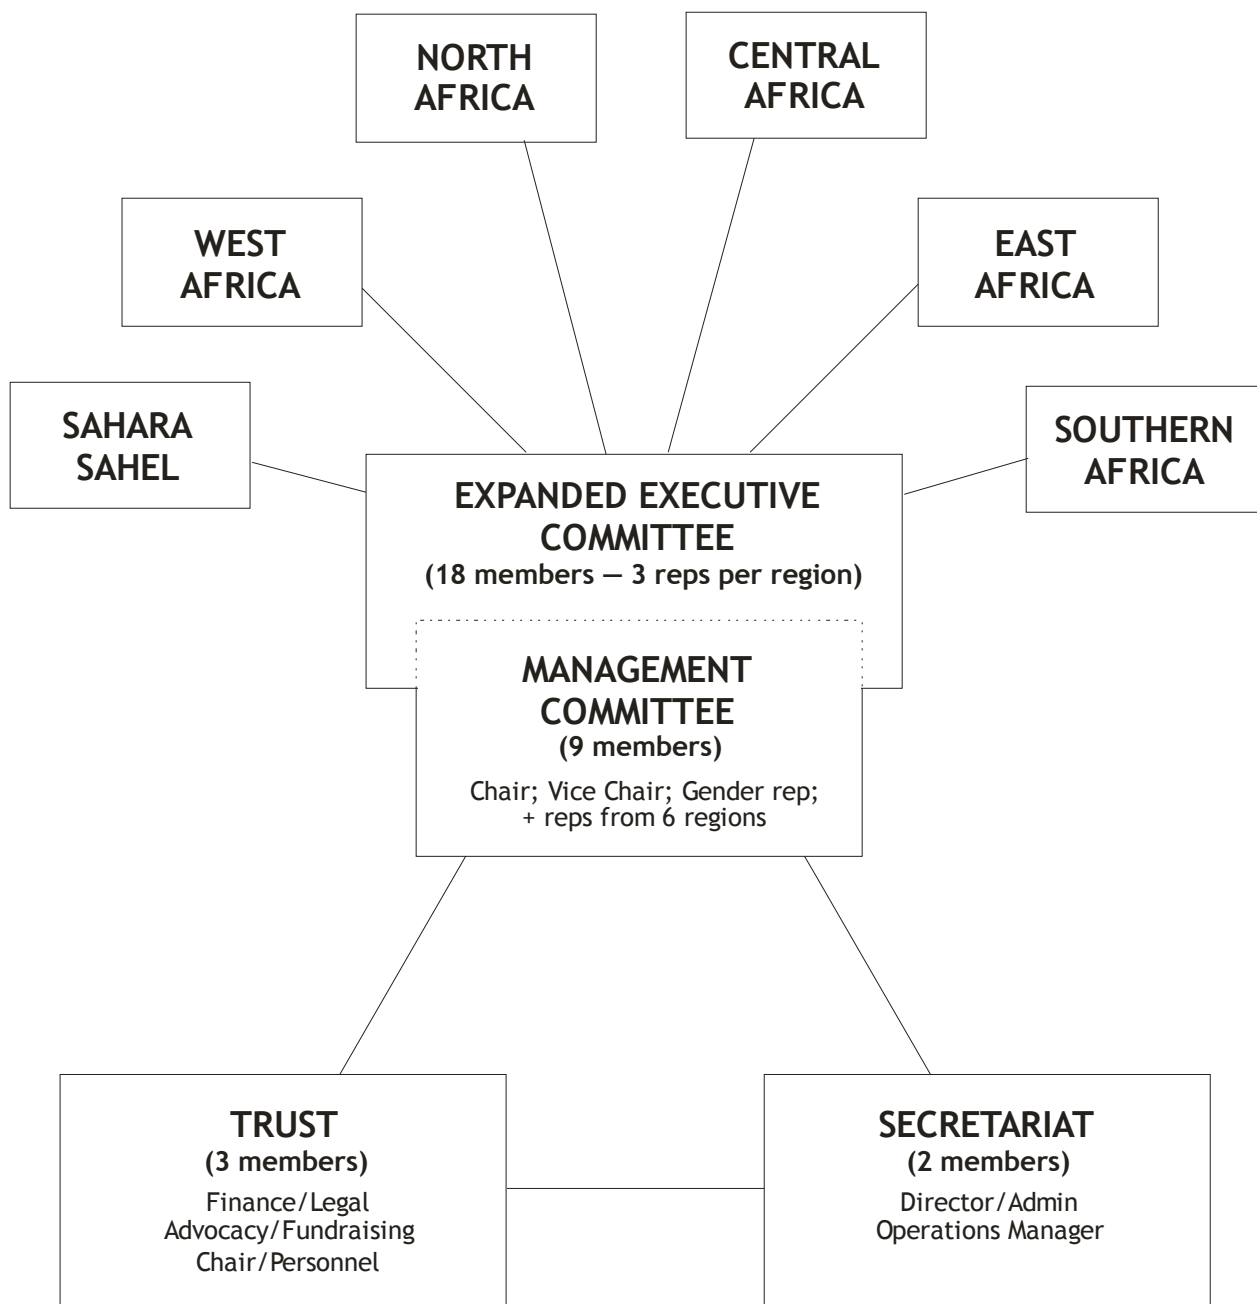 NORTH
AFRICA
CENTRAL
AFRICA
WEST
AFRICA
EAST
AFRICA
SAHARA
SAHEL
SOUTHERN
AFRICA
EXPANDED EXECUTIVE
COMMITTEE
(18 members — 3 reps per region)
MANAGEMENT
COMMITTEE
(9 members)
Chair; Vice Chair; Gender rep;
+ reps from 6 regions
TRUST
(3 members)
Finance/Legal
Advocacy/Fundraising
Chair/Personnel
SECRETARIAT
(2 members)
Director/Admin
Operations Manager